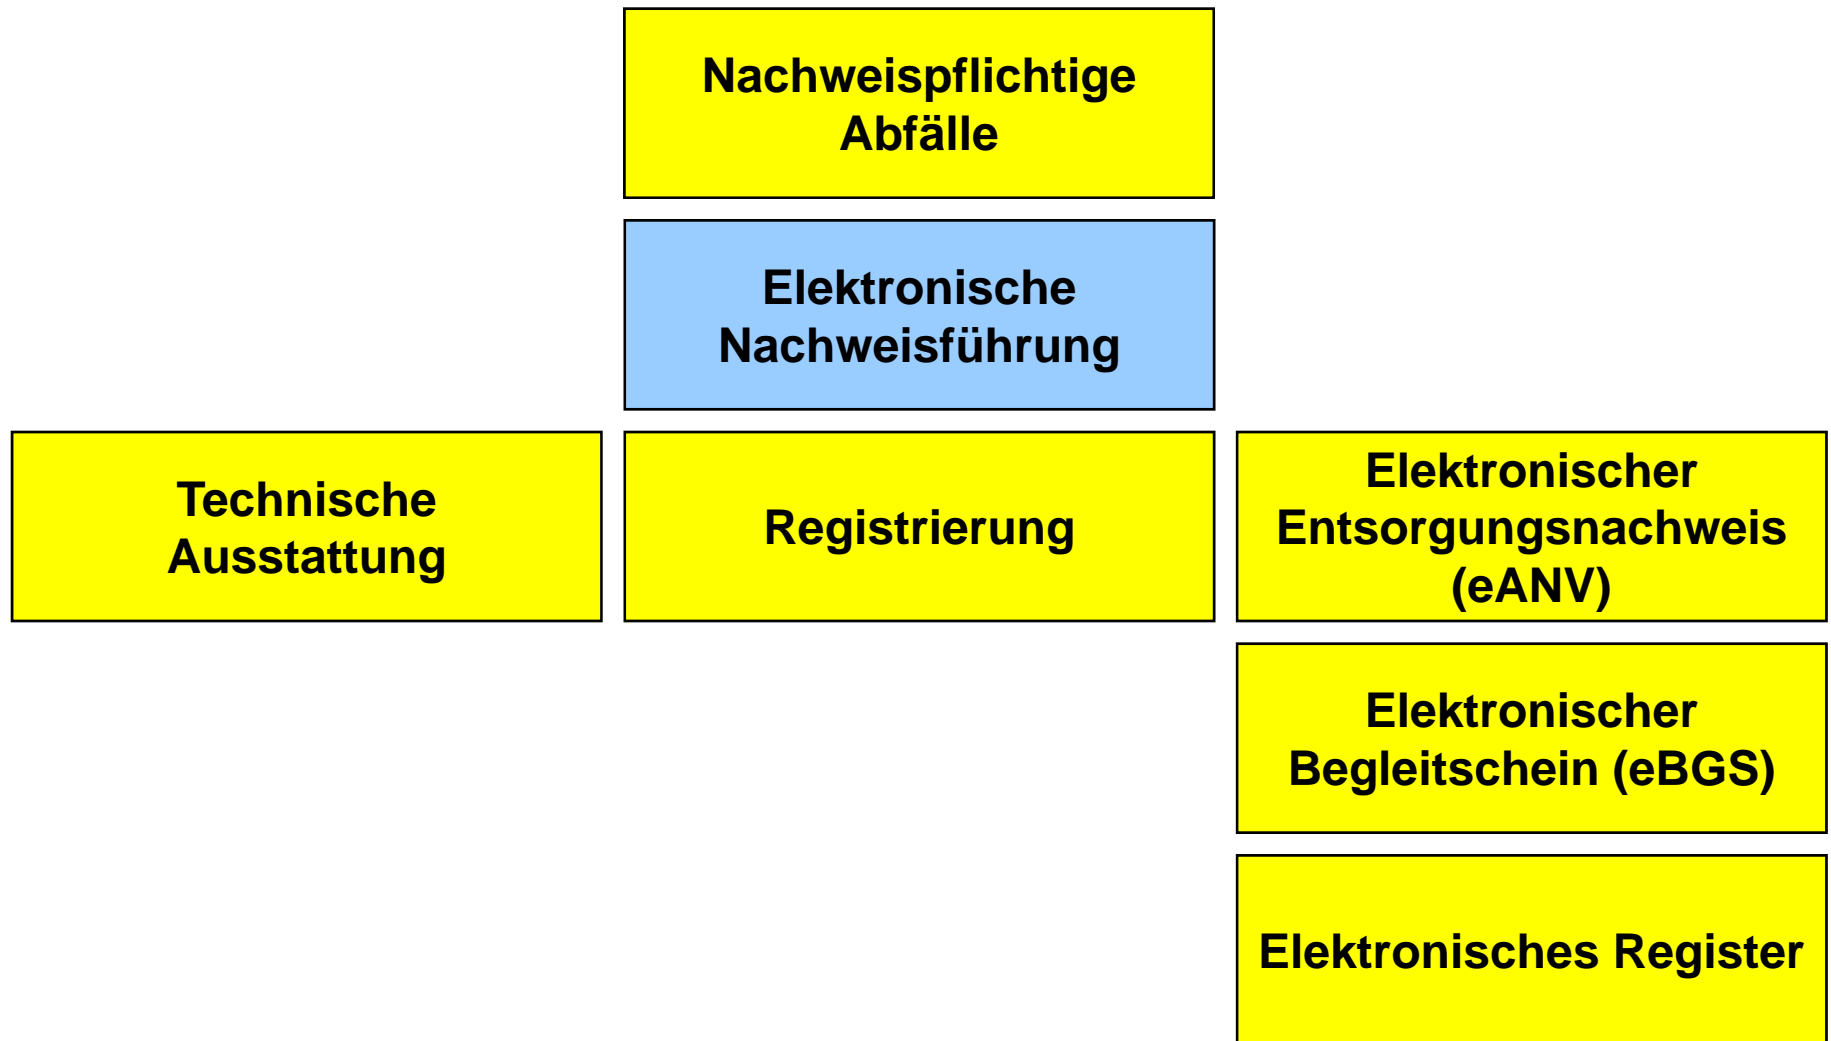 Nachweispflichtige
Abfälle
Elektronische
Nachweisführung
Technische
Ausstattung
Registrierung
Elektronischer
Entsorgungsnachweis
(eANV)
Elektronischer
Begleitschein (eBGS)
Elektronisches Register